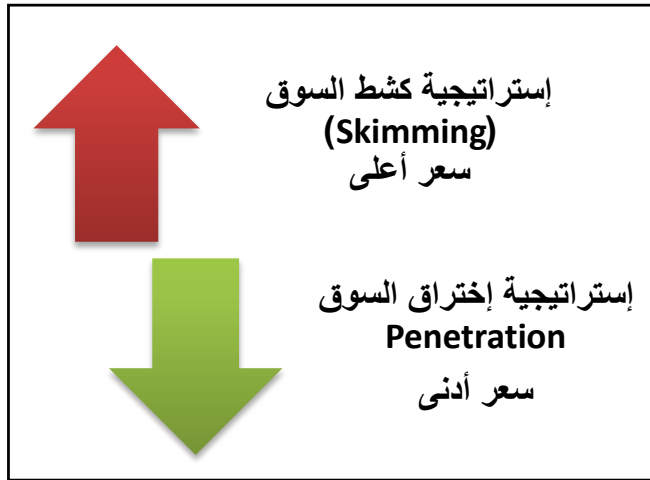 إستراتيجية كشط السوق
(Skimming)
سعر أعلى
إستراتيجية إختراق السوق
Penetration
سعر أدنى